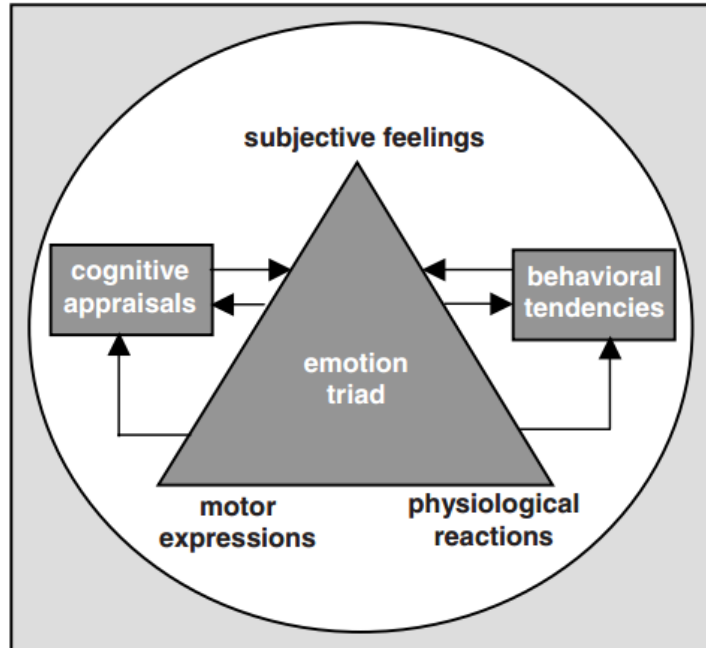 subjective feelings
cognitive
appraisals
behavioral
tendencies
emotion
triad
motor
expressions
physiological
reactions